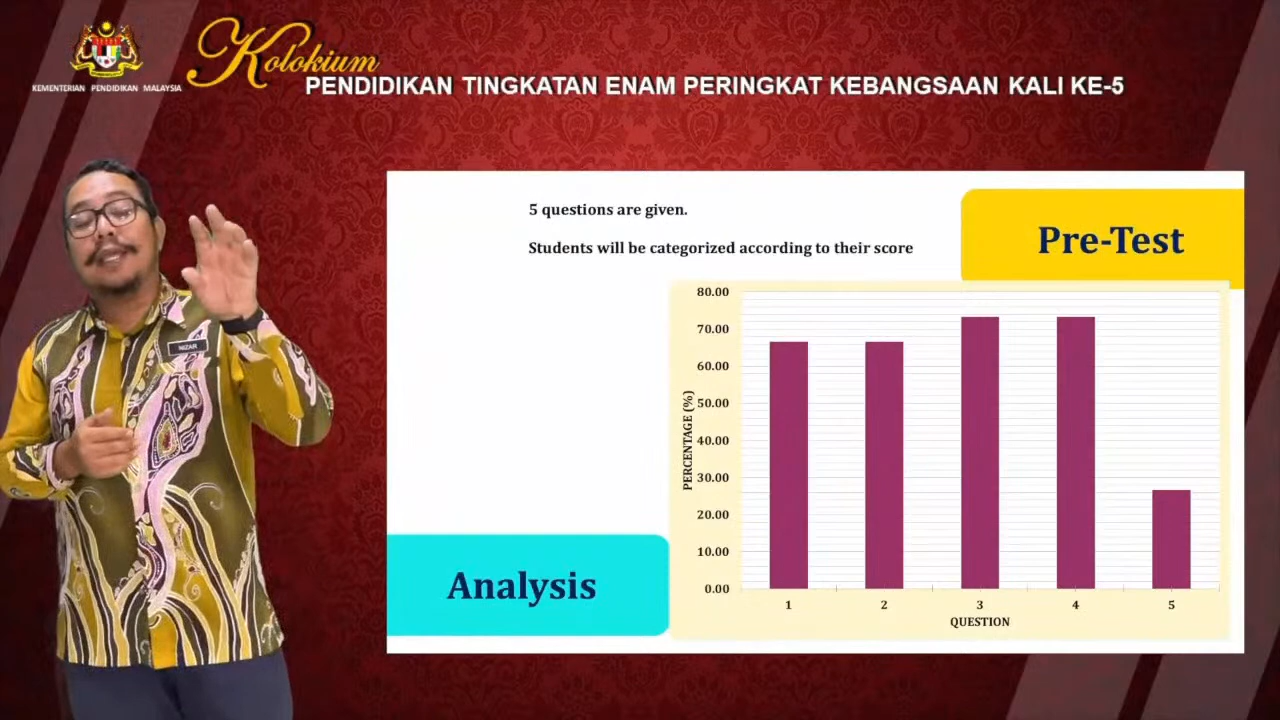 KEMENTERIAN PENDIDIKAN MALAYSIA
Kolokium
PENDIDIKAN TINGKATAN ENAM PERINGKAT KEBANGSAAN KALI KE-5
NIZAR
5 questions are given.
Students will be categorized according to their score
Pre-Test
Analysis
PERCENTAGE (%)
80.00
70.00
60.00
50.00
40.00
30.00
20.00
10.00
0.00
1 2 3 4 5
QUESTION